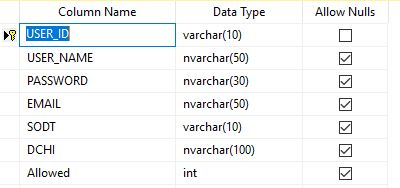 Column Name Data Type Allow Nulls
USER_ID varchar(10)
USER_NAME nvarchar(50)
PASSWORD nvarchar(30)
EMAIL nvarchar(50)
SODT varchar(10)
DCHI nvarchar(100)
Allowed int